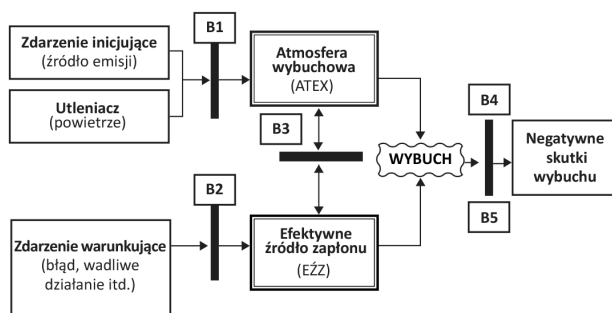 B1
Zdarzenie inicjujące
(źródło emisji)
Utleniacz
(powietrze)
Atmosfera
wybuchowa
(ATEX)
B3
B4
WYBUCH
Negatywne
skutki
wybuchu
B5
B2
Zdarzenie warunkujące
(błąd, wadliwe
działanie itd.)
Efektywne
źródło zapłonu
(EŹZ)